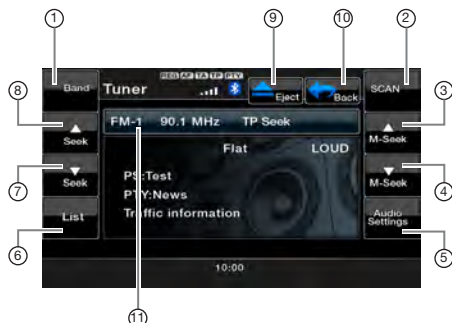 ① ⑨ ⑩ ②
Band Tuner REG AF TA TP PTY Eject Back SCAN
⑧ ③
Seek FM-1 90.1 MHz TP Seek M-Seek
Flat LOUD
⑦ Seek PS:Test M-Seek ④
PTY:News
List Traffic information Audio Settings
⑥ ⑤
10:00
⑪